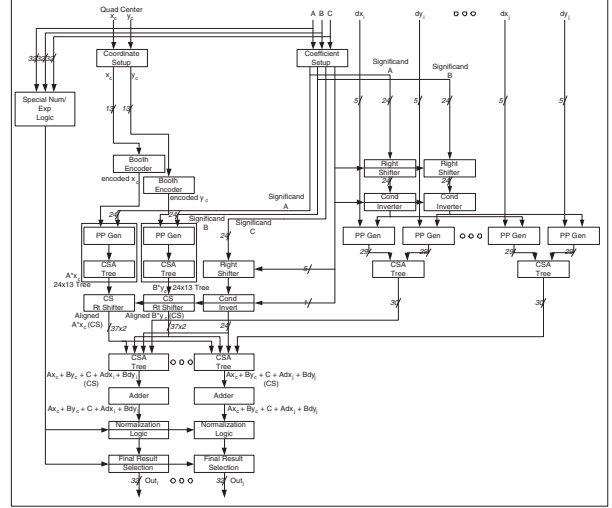 Quad Center
x_c y_c
A B C
dx_i
dy_i
o o o
dx_j
dy_j
Coordinate
Setup
Coefficient
Setup
Significand
A
Significand
B
32 32 32
x_c y_c
13 13
5 24 5 24 5 5
Special Num/
Exp
Logic
Booth
Encoder
encoded x_c
Booth
Encoder
encoded y_c
Right
Shifter
Right
Shifter
24 24
Cond
Inverter
Cond
Inverter
Significand
A
24 24
Significand
B
Significand
C
24
PP Gen
PP Gen
PP Gen
PP Gen
o o o
PP Gen
PP Gen
29 29 29 29
CSA
Tree
CSA
Tree
Right
Shifter
5
CSA
Tree
CSA
Tree
A*x_c
24x13 Tree
B*y_c 24x13 Tree
CS
Rt Shifter
CS
Rt Shifter
Cond
Invert
1
30 30
Aligned
A*x_c (CS)
37x2
Aligned B*y_c (CS)
37x2
24
CSA
Tree
o o o
CSA
Tree
Ax_c + By_c + C + Adx_i + Bdy_i
(CS)
Ax_c + By_c + C + Adx_j + Bdy_j
(CS)
Adder
Adder
Ax_c + By_c + C + Adx_i + Bdy_i
Ax_c + By_c + C + Adx_j + Bdy_j
Normalization
Logic
Normalization
Logic
Final Result
Selection
Final Result
Selection
32 Out_i
o o o
32 Out_j